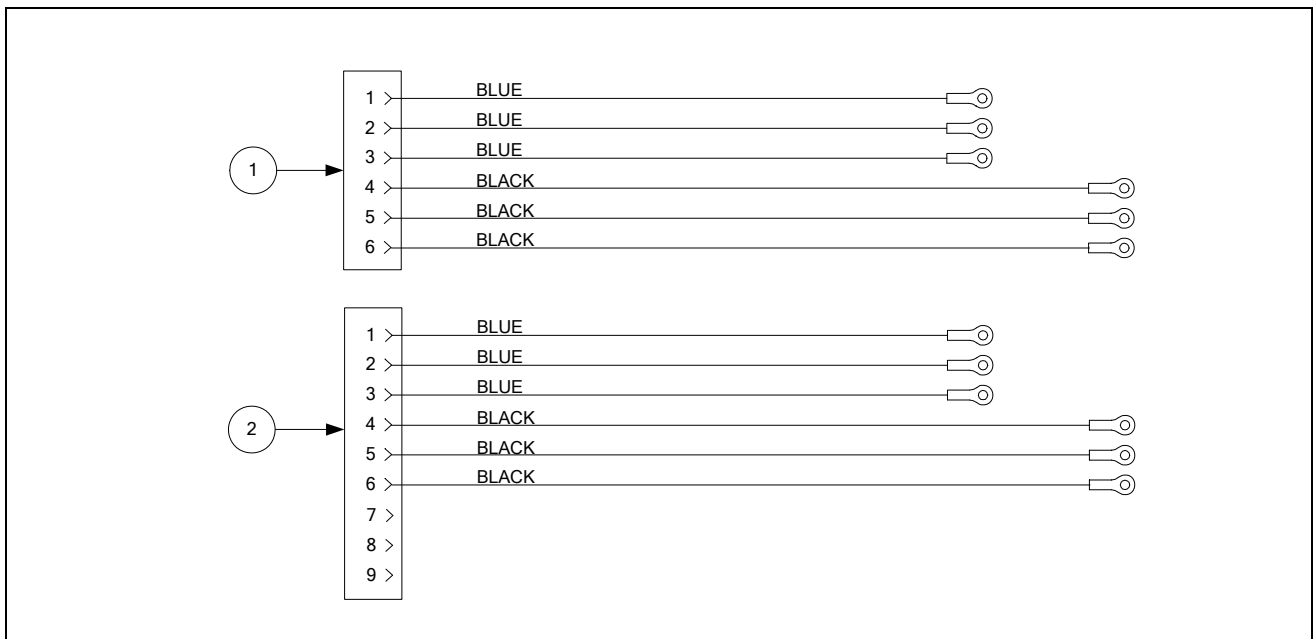 1 BLUE
2 BLUE
3 BLUE
1
4 BLACK
5 BLACK
6 BLACK
1 BLUE
2 BLUE
3 BLUE
4 BLACK
2
5 BLACK
6 BLACK
7
8
9